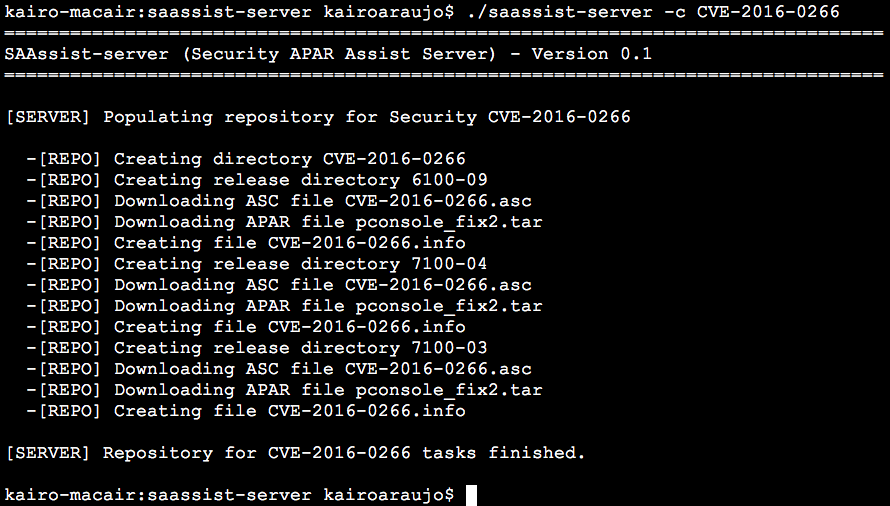 kairo-macair:saassist-server kairoaraujo$ ./saassist-server -c CVE-2016-0266
================================================================================
SAAssist-server (Security APAR Assist Server) - Version 0.1
================================================================================
[SERVER] Populating repository for Security CVE-2016-0266
-[REPO] Creating directory CVE-2016-0266
-[REPO] Creating release directory 6100-09
-[REPO] Downloading ASC file CVE-2016-0266.asc
-[REPO] Downloading APAR file pconsole_fix2.tar
-[REPO] Creating file CVE-2016-0266.info
-[REPO] Creating release directory 7100-04
-[REPO] Downloading ASC file CVE-2016-0266.asc
-[REPO] Downloading APAR file pconsole_fix2.tar
-[REPO] Creating file CVE-2016-0266.info
-[REPO] Creating release directory 7100-03
-[REPO] Downloading ASC file CVE-2016-0266.asc
-[REPO] Downloading APAR file pconsole_fix2.tar
-[REPO] Creating file CVE-2016-0266.info
[SERVER] Repository for CVE-2016-0266 tasks finished.
kairo-macair:saassist-server kairoaraujo$